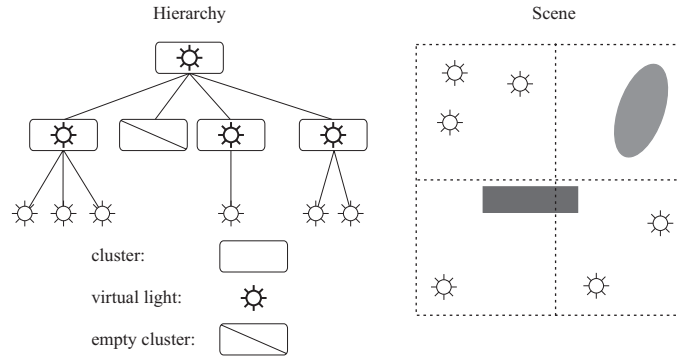 Hierarchy
Scene
cluster:
virtual light:
empty cluster: